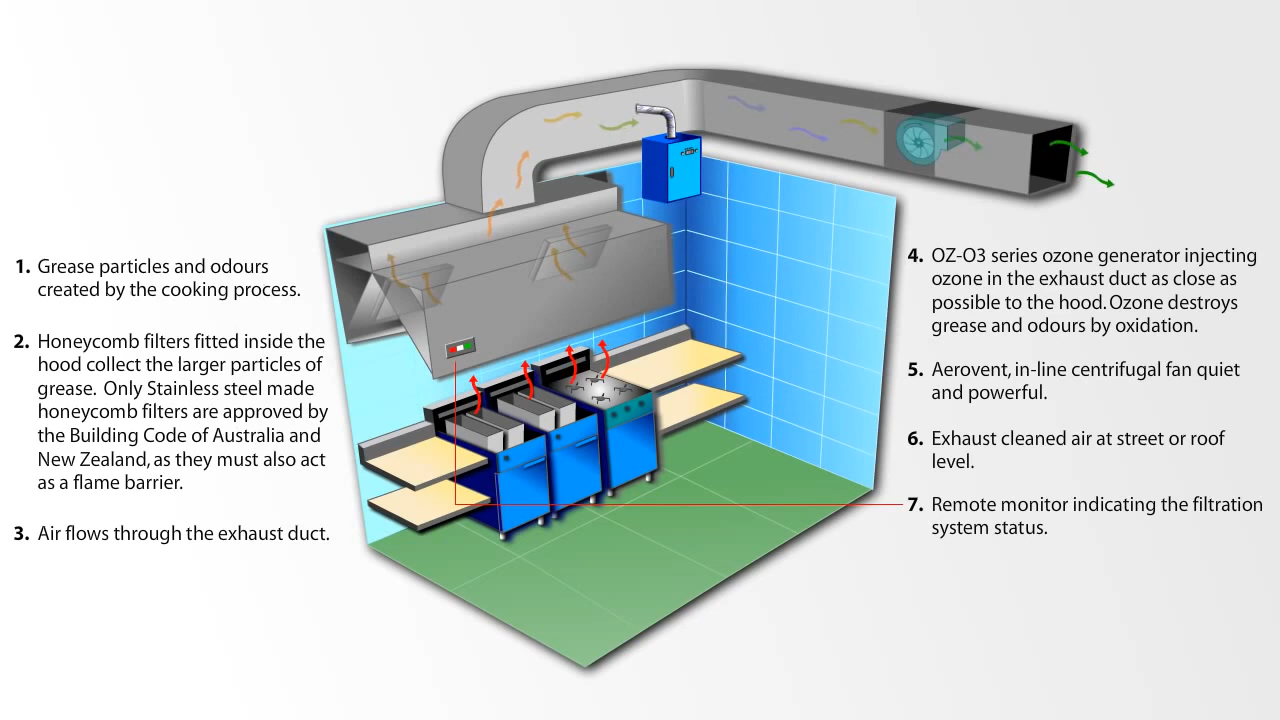 1. Grease particles and odours
created by the cooking process.
2. Honeycomb filters fitted inside the
hood collect the larger particles of
grease. Only Stainless steel made
honeycomb filters are approved by
the Building Code of Australia and
New Zealand, as they must also act
as a flame barrier.
3. Air flows through the exhaust duct.
4. OZ-O3 series ozone generator injecting
ozone in the exhaust duct as close as
possible to the hood. Ozone destroys
grease and odours by oxidation.
5. Aerovent, in-line centrifugal fan quiet
and powerful.
6. Exhaust cleaned air at street or roof
level.
7. Remote monitor indicating the filtration
system status.